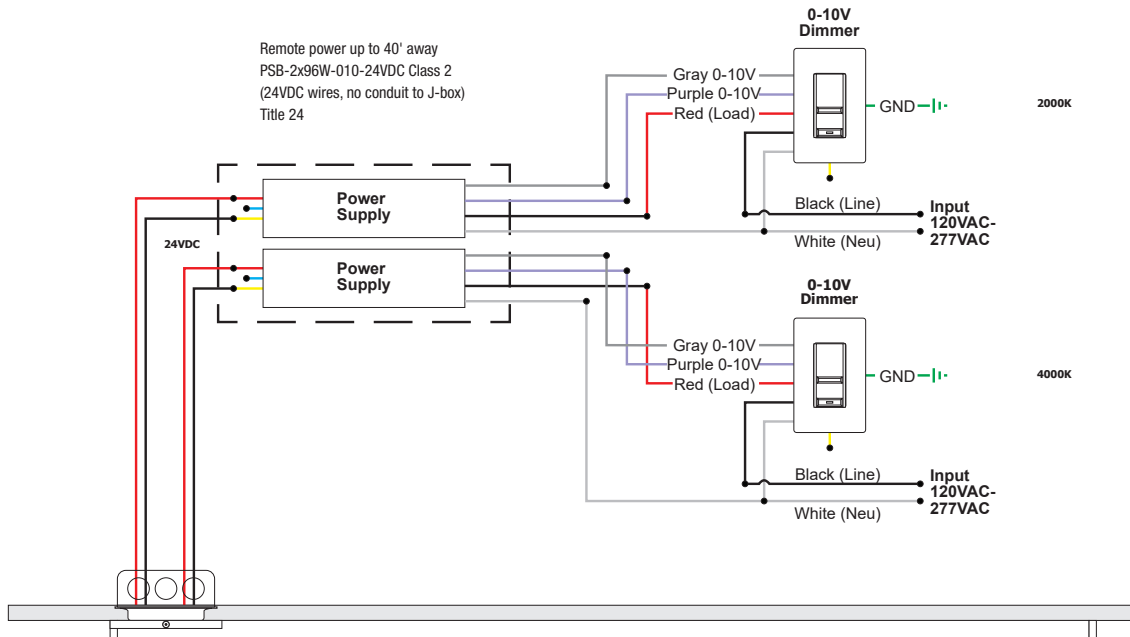 Remote power up to 40' away
PSB-2x96W-010-24VDC Class 2
(24VDC wires, no conduit to J-box)
Title 24
0-10V
Dimmer
Gray 0-10V
Purple 0-10V
Red (Load)
GND
2000K
Black (Line)
White (Neu)
Input
120VAC-
277VAC
Power
Supply
24VDC
Power
Supply
0-10V
Dimmer
Gray 0-10V
Purple 0-10V
Red (Load)
GND
4000K
Black (Line)
White (Neu)
Input
120VAC-
277VAC